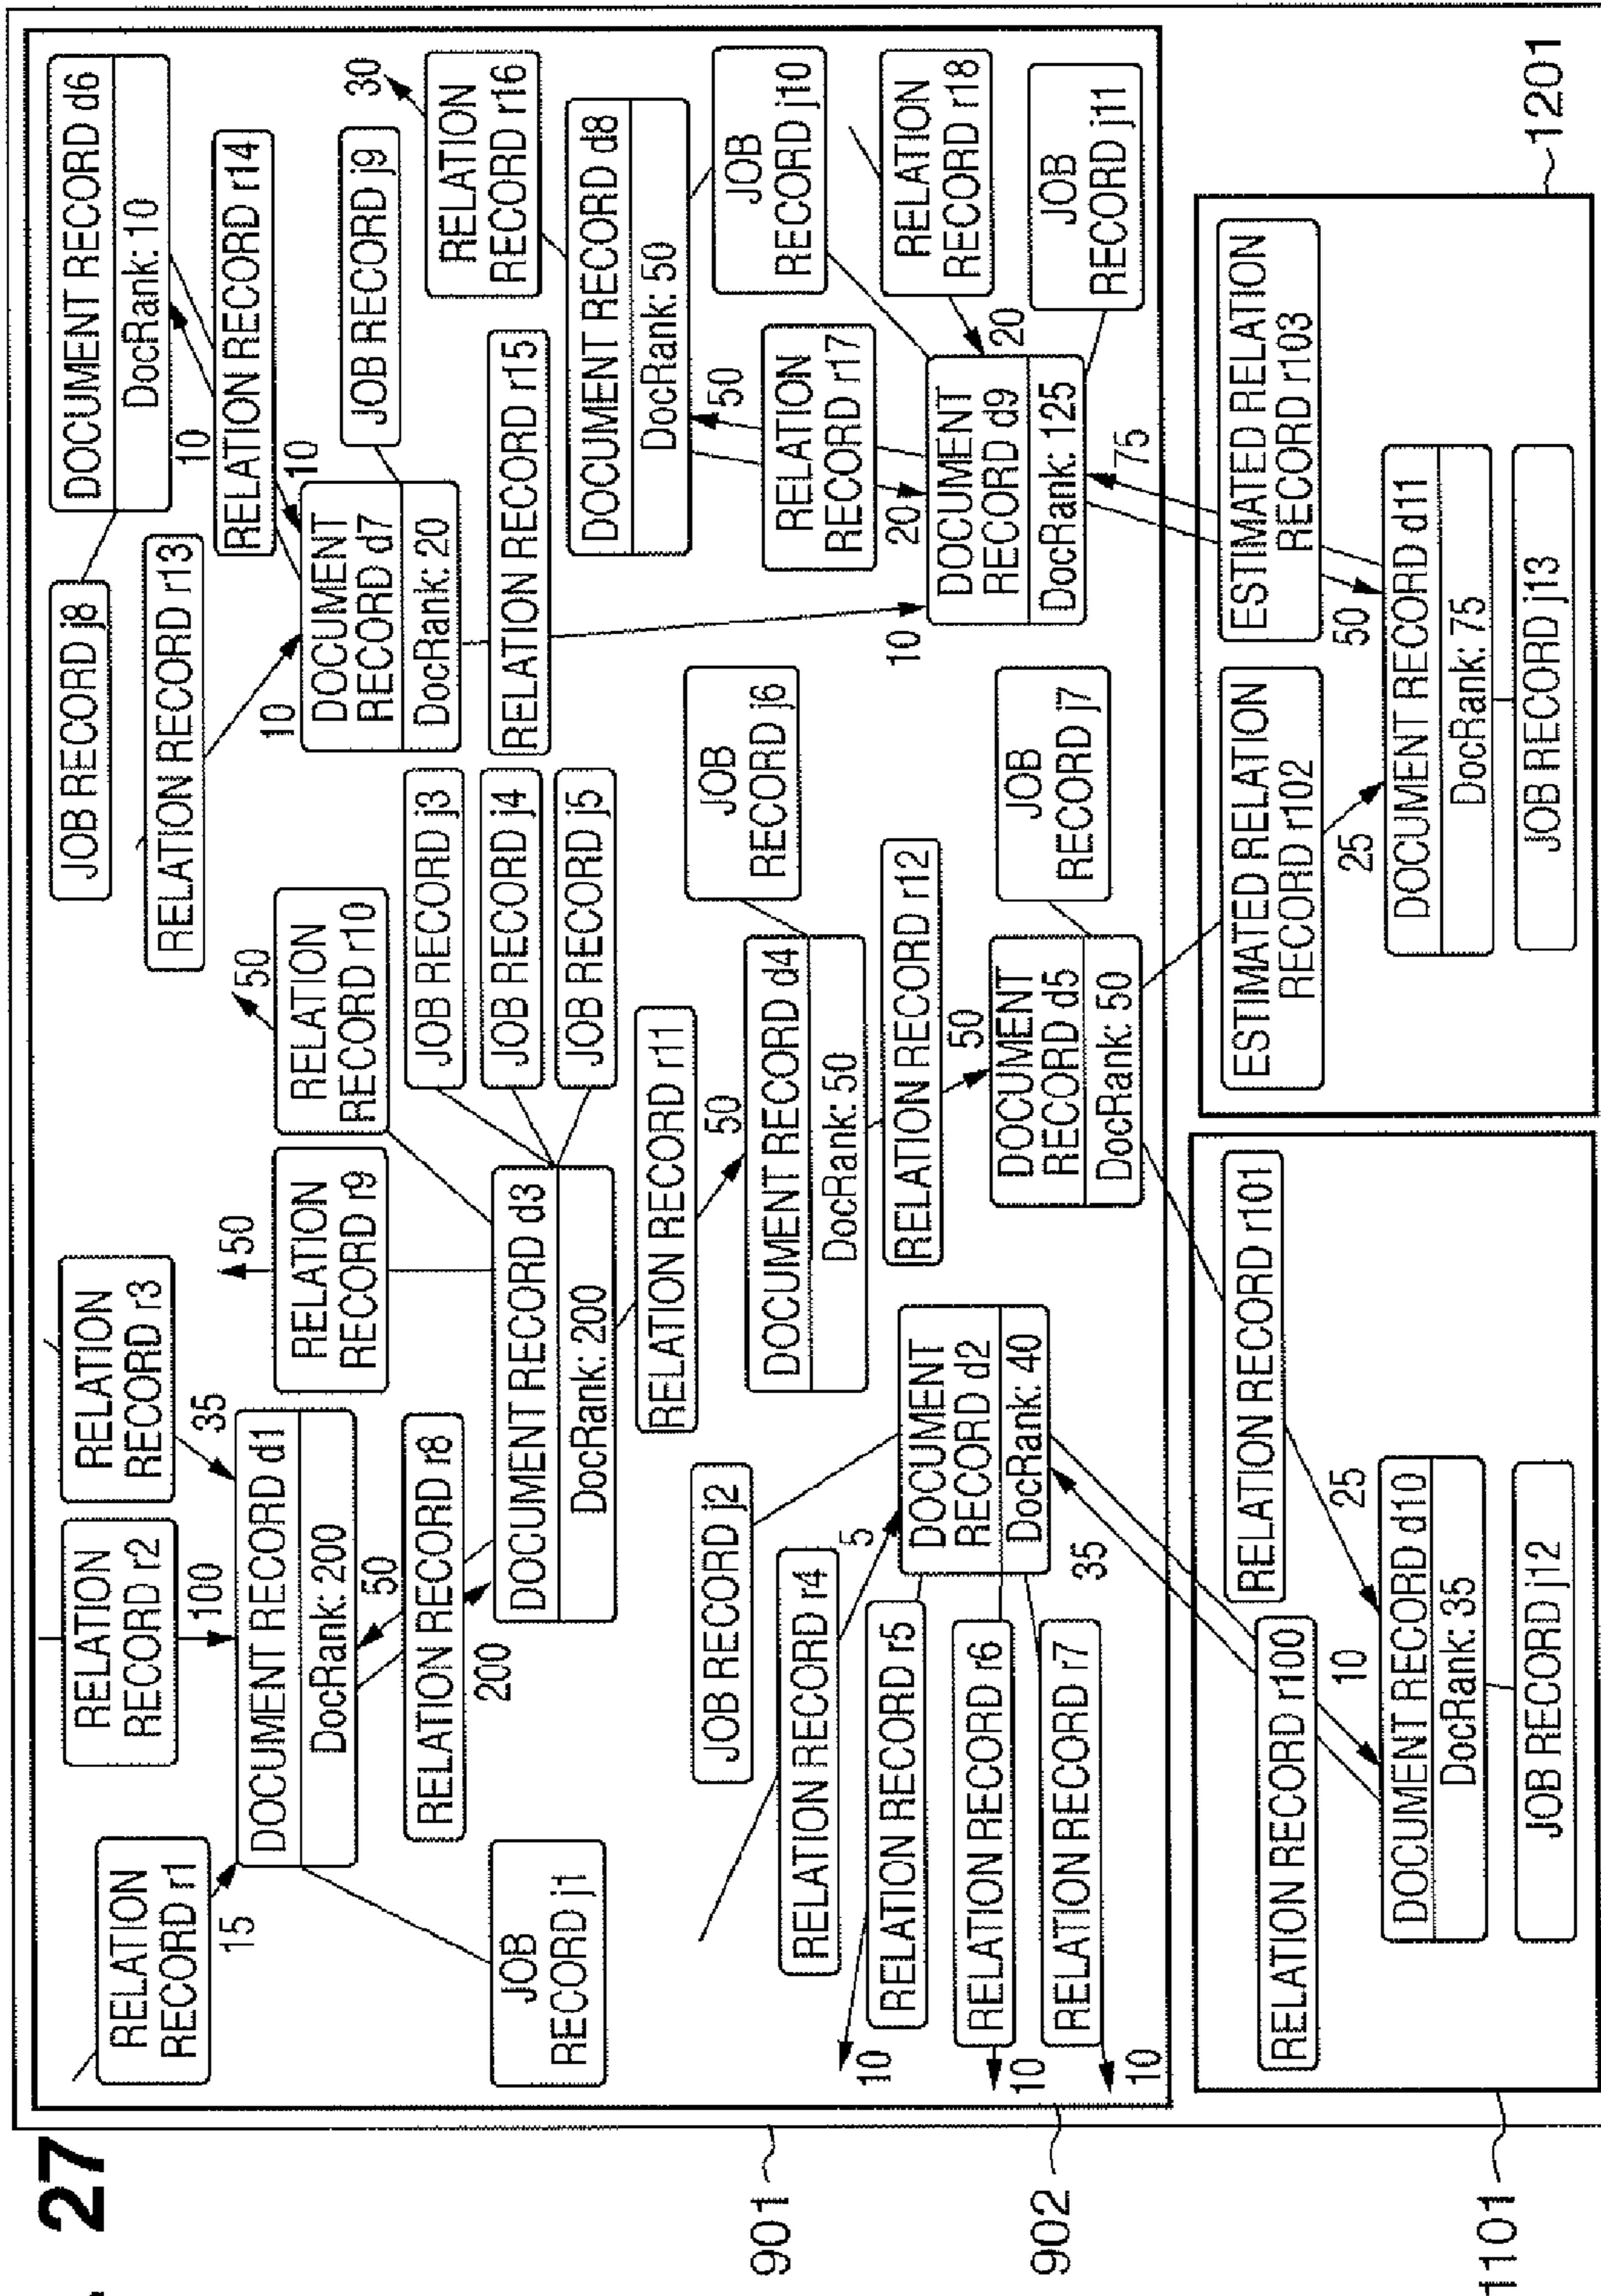 . 27
RELATION
RECORD r1
15
RELATION
RECORD r2
100
RELATION
RECORD r3
35
DOCUMENT RECORD d1
DocRank: 200
50
RELATION RECORD r8
200
JOB
RECORD j1
RELATION
RECORD r9
50
RELATION
RECORD r10
50
DOCUMENT RECORD d3
DocRank: 200
JOB RECORD j3
JOB RECORD j4
JOB RECORD j5
RELATION RECORD r11
50
DOCUMENT RECORD d4
DocRank: 50
JOB
RECORD j6
RELATION RECORD r12
50
DOCUMENT
RECORD d5
DocRank: 50
JOB
RECORD j7
JOB RECORD j2
RELATION RECORD r4
5
DOCUMENT
RECORD d2
DocRank: 40
35
RELATION RECORD r5
10
RELATION RECORD r6
10
RELATION RECORD r7
10
JOB RECORD j8
DOCUMENT RECORD d6
DocRank: 10
10
RELATION RECORD r13
10
RELATION RECORD r14
10
DOCUMENT
RECORD d7
DocRank: 20
JOB RECORD j9
RELATION RECORD r15
10
RELATION
RECORD r16
30
DOCUMENT RECORD d8
DocRank: 50
50
RELATION
RECORD r17
20
JOB
RECORD j10
DOCUMENT
RECORD d9
DocRank: 125
RELATION
RECORD r18
20
JOB
RECORD j11
75
901
902
RELATION RECORD r100
10
RELATION RECORD r101
25
DOCUMENT RECORD d10
DocRank: 35
JOB RECORD j12
1101
ESTIMATED RELATION
RECORD r102
25
ESTIMATED RELATION
RECORD r103
50
DOCUMENT RECORD d11
DocRank: 75
JOB RECORD j13
1201